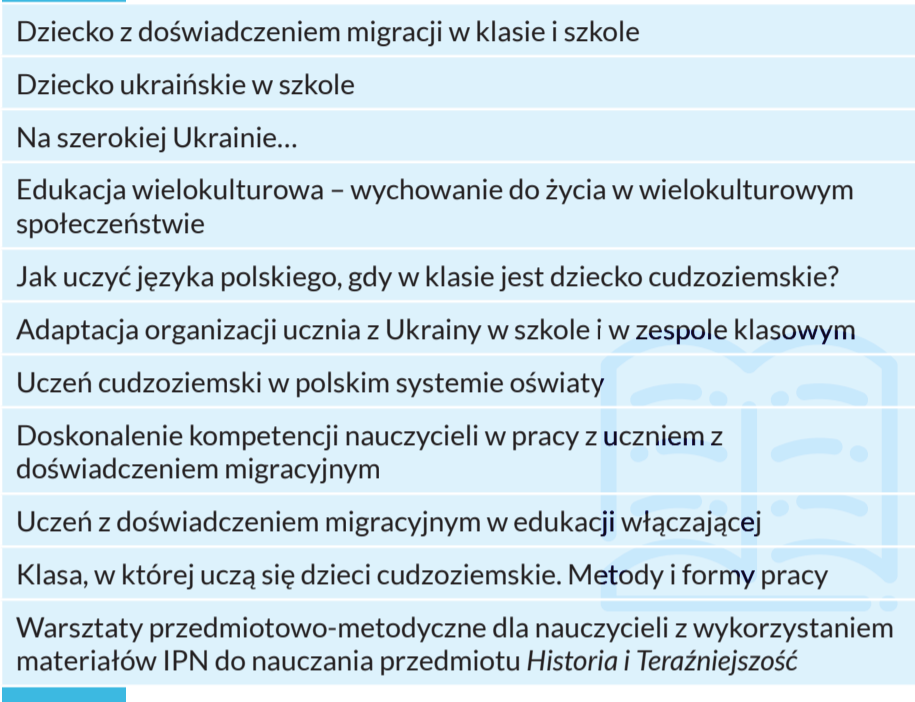 Dziecko z doświadczeniem migracji w klasie i szkole
Dziecko ukraińskie w szkole
Na szerokiej Ukrainie…
Edukacja wielokulturowa – wychowanie do życia w wielokulturowym
społeczeństwie
Jak uczyć języka polskiego, gdy w klasie jest dziecko cudzoziemskie?
Adaptacja organizacji ucznia z Ukrainy w szkole i w zespole klasowym
Uczeń cudzoziemski w polskim systemie oświaty
Doskonalenie kompetencji nauczycieli w pracy z uczniem z
doświadczeniem migracyjnym
Uczeń z doświadczeniem migracyjnym w edukacji włączającej
Klasa, w której uczą się dzieci cudzoziemskie. Metody i formy pracy
Warsztaty przedmiotowo-metodyczne dla nauczycieli z wykorzystaniem
materiałów IPN do nauczania przedmiotu Historia i Teraźniejszość